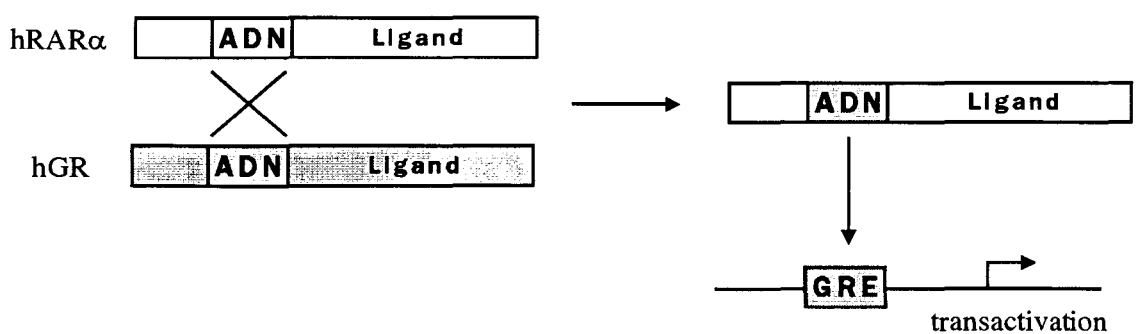 hRARα
ADN Ligand
hGR
ADN Ligand
ADN Ligand
GRE
transactivation